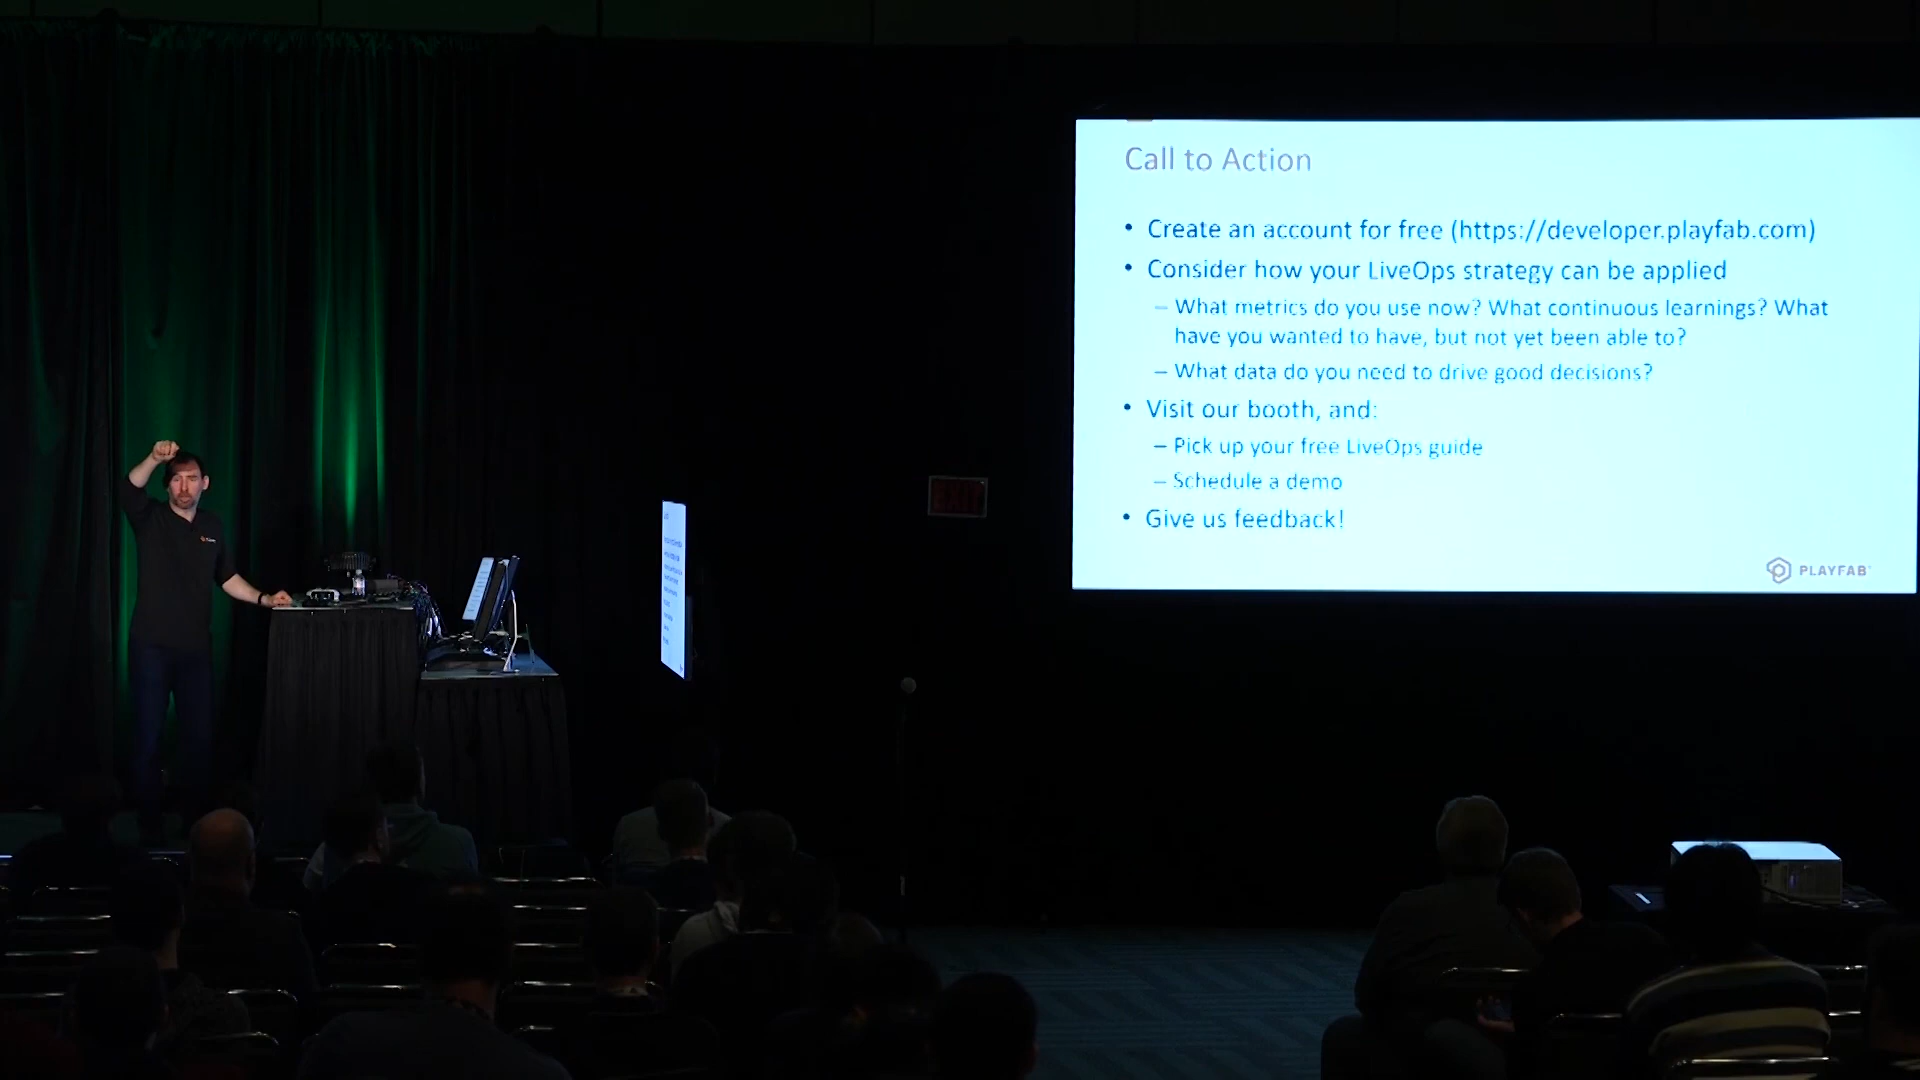 Call to Action
• Create an account for free (https://developer.playfab.com)
• Consider how your LiveOps strategy can be applied
– What metrics do you use now? What continuous learnings? What
have you wanted to have, but not yet been able to?
– What data do you need to drive good decisions?
• Visit our booth, and:
– Pick up your free LiveOps guide
– Schedule a demo
• Give us feedback!
PLAYFAB
EXIT